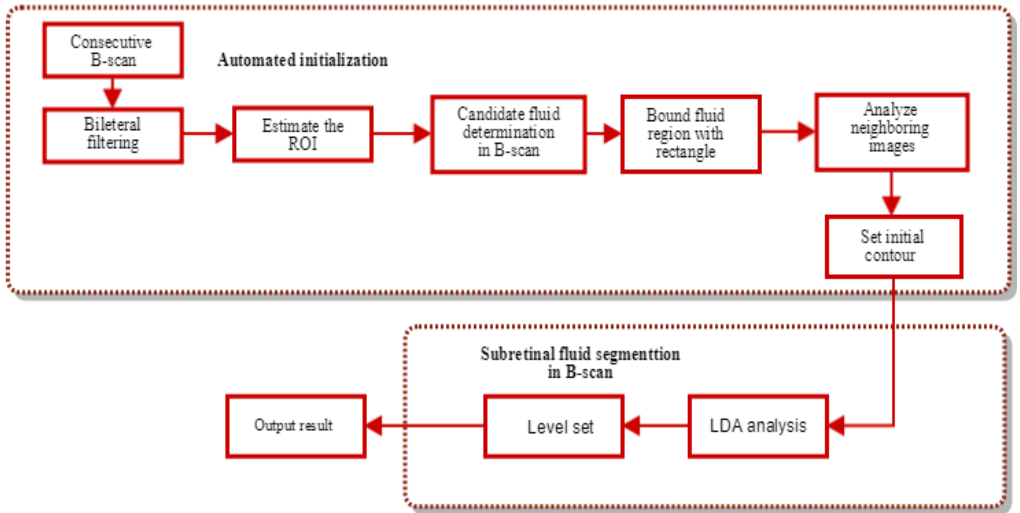 Consecutive
B-scan
Automated initialization
Bileteral
filtering
Estimate the
ROI
Candidate fluid
determination
in B-scan
Bound fluid
region with
rectangle
Analyze
neighboring
images
Set initial
contour
Subretinal fluid segmenttion
in B-scan
Output result
Level set
LDA analysis